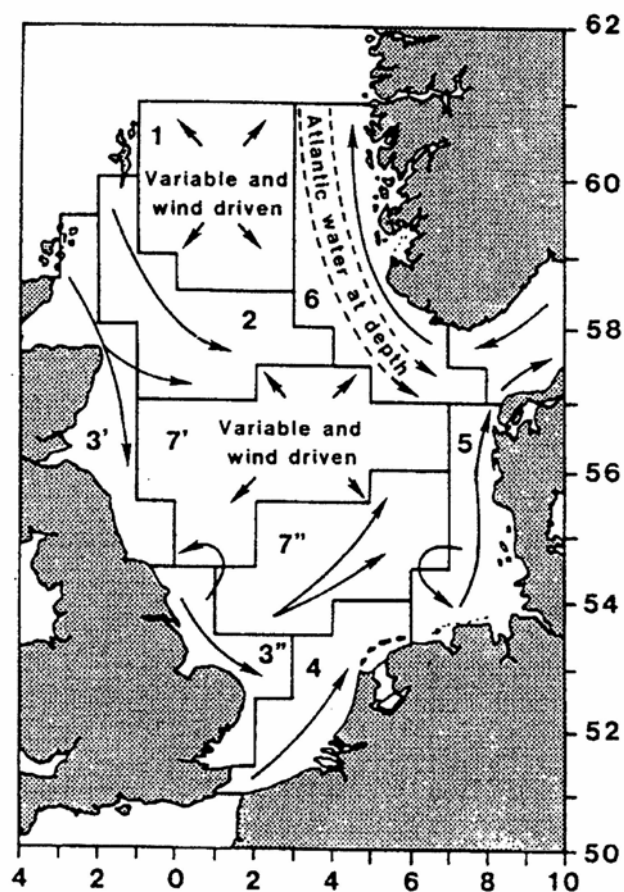 62
1
Variable and
wind driven
Atlantic water at depth
60
6
2
58
3'
7'
Variable and
wind driven
5
56
7"
54
3"
4
52
50
4 2 0 2 4 6 8 10